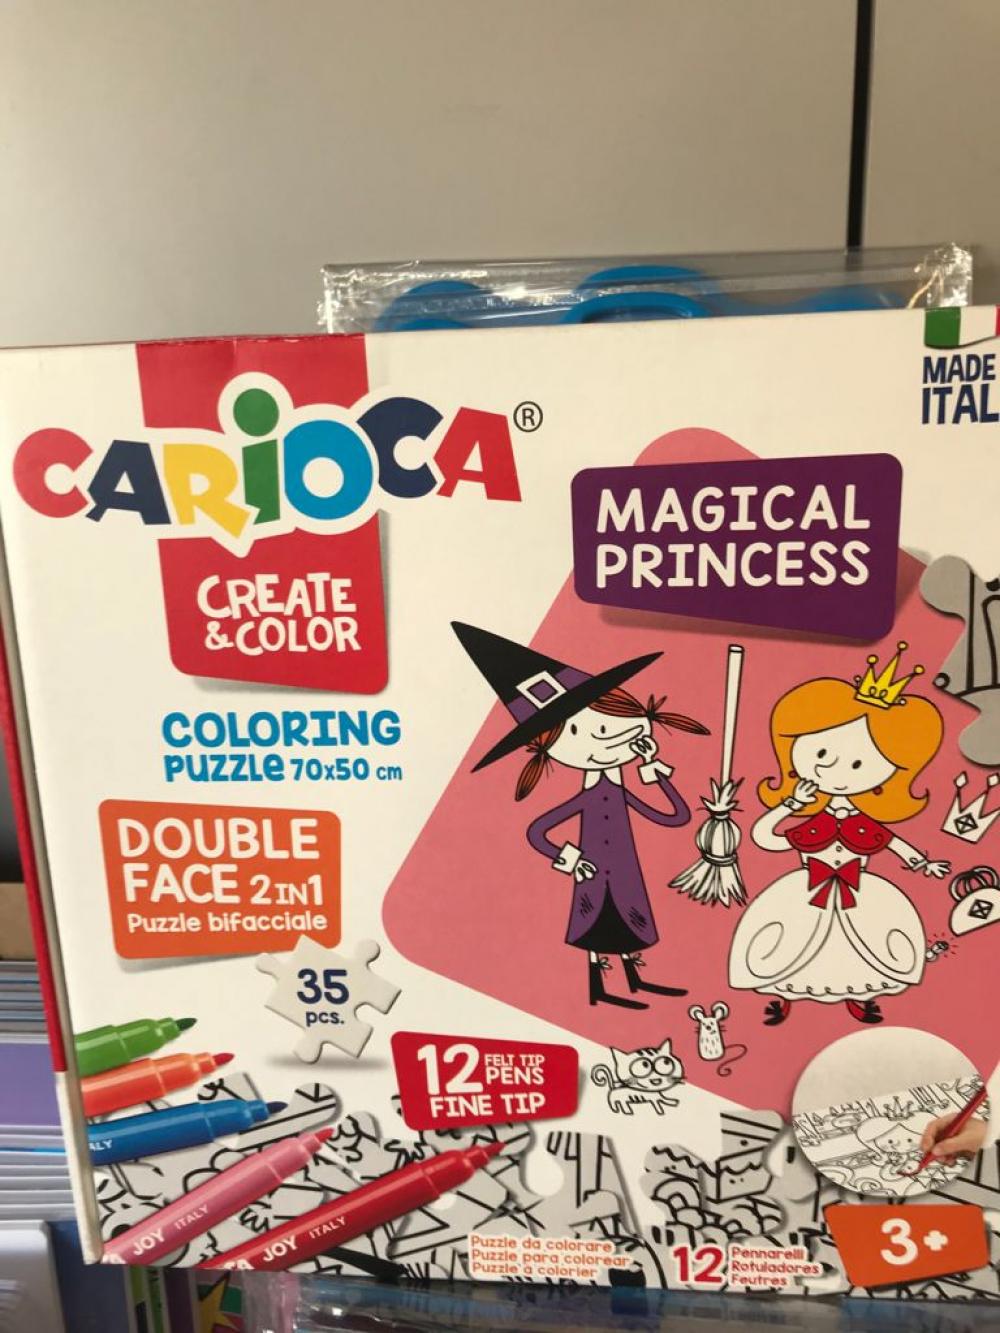 MADE
ITAL
CARIOCA®
CREATE
&COLOR
MAGICAL
PRINCESS
COLORING
PUZZLe 70x50 cm
DOUBLE
FACE 2IN1
Puzzle bifacciale
35
pcs.
12 FELT TIP
PENS
FINE TIP
ALY
JOY ITALY
JOY ITALY
Puzzle da colorare
Puzzle para colorear
Puzzle à colorier
12 Pennarelli
Rotuladores
Feutres
3+